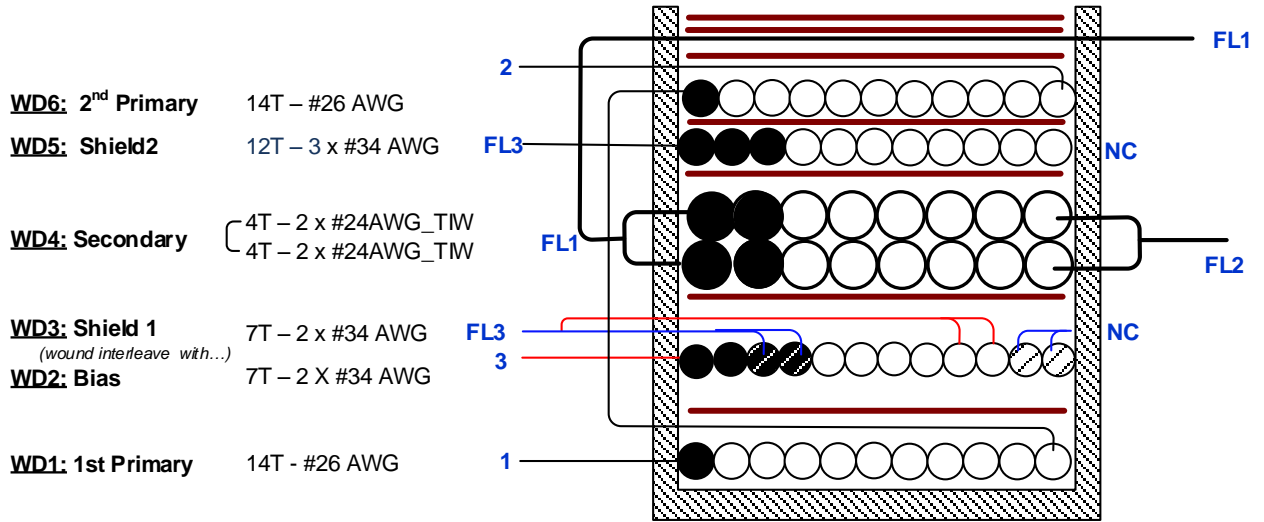 FL1
2
WD6: 2nd Primary 14T – #26 AWG
WD5: Shield2 12T – 3 x #34 AWG FL3 NC
4T – 2 x #24AWG_TIW
WD4: Secondary FL1
4T – 2 x #24AWG_TIW
FL2
WD3: Shield 1 7T – 2 x #34 AWG FL3 NC
(wound interleave with…) 3
WD2: Bias 7T – 2 X #34 AWG
WD1: 1st Primary 14T - #26 AWG 1